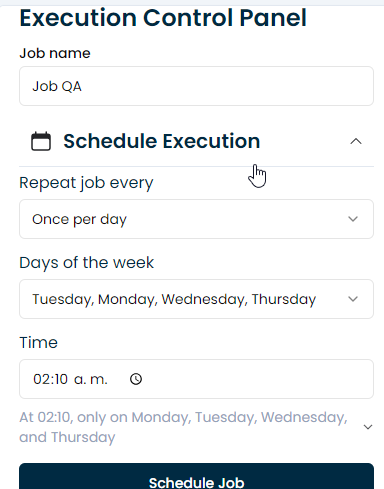 Execution Control Panel
Job name
Job QA
Schedule Execution
Repeat job every
Once per day
Days of the week
Tuesday, Monday, Wednesday, Thursday
Time
02:10 a. m.
At 02:10, only on Monday, Tuesday, Wednesday,
and Thursday
Schedule Job